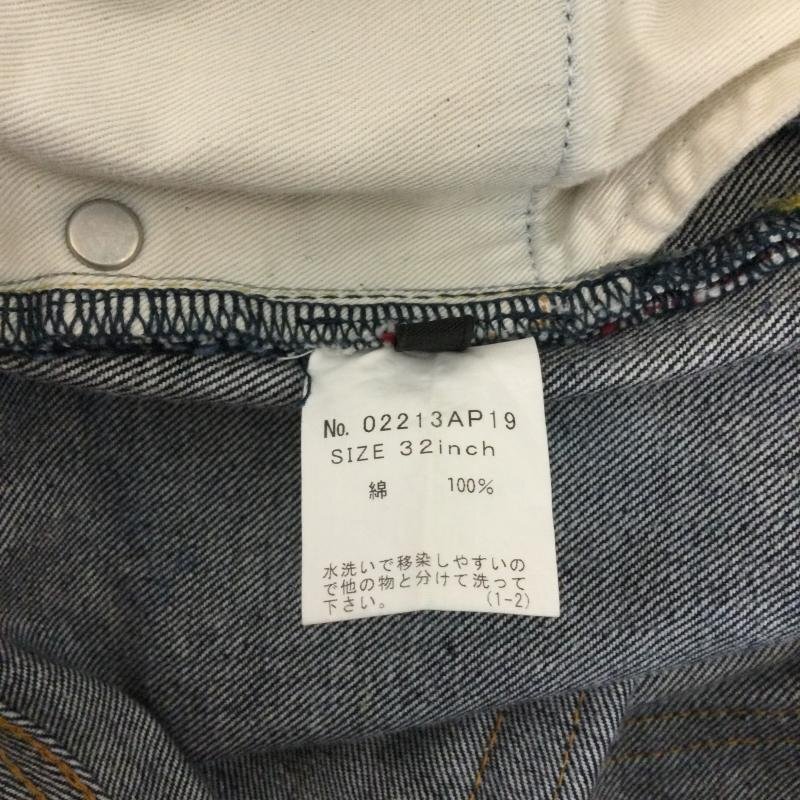 No. 02213AP19
SIZE 32inch
綿 100%
水洗いで移染しやすいの
で他の物と分けて洗って
下さい。 (1-2)